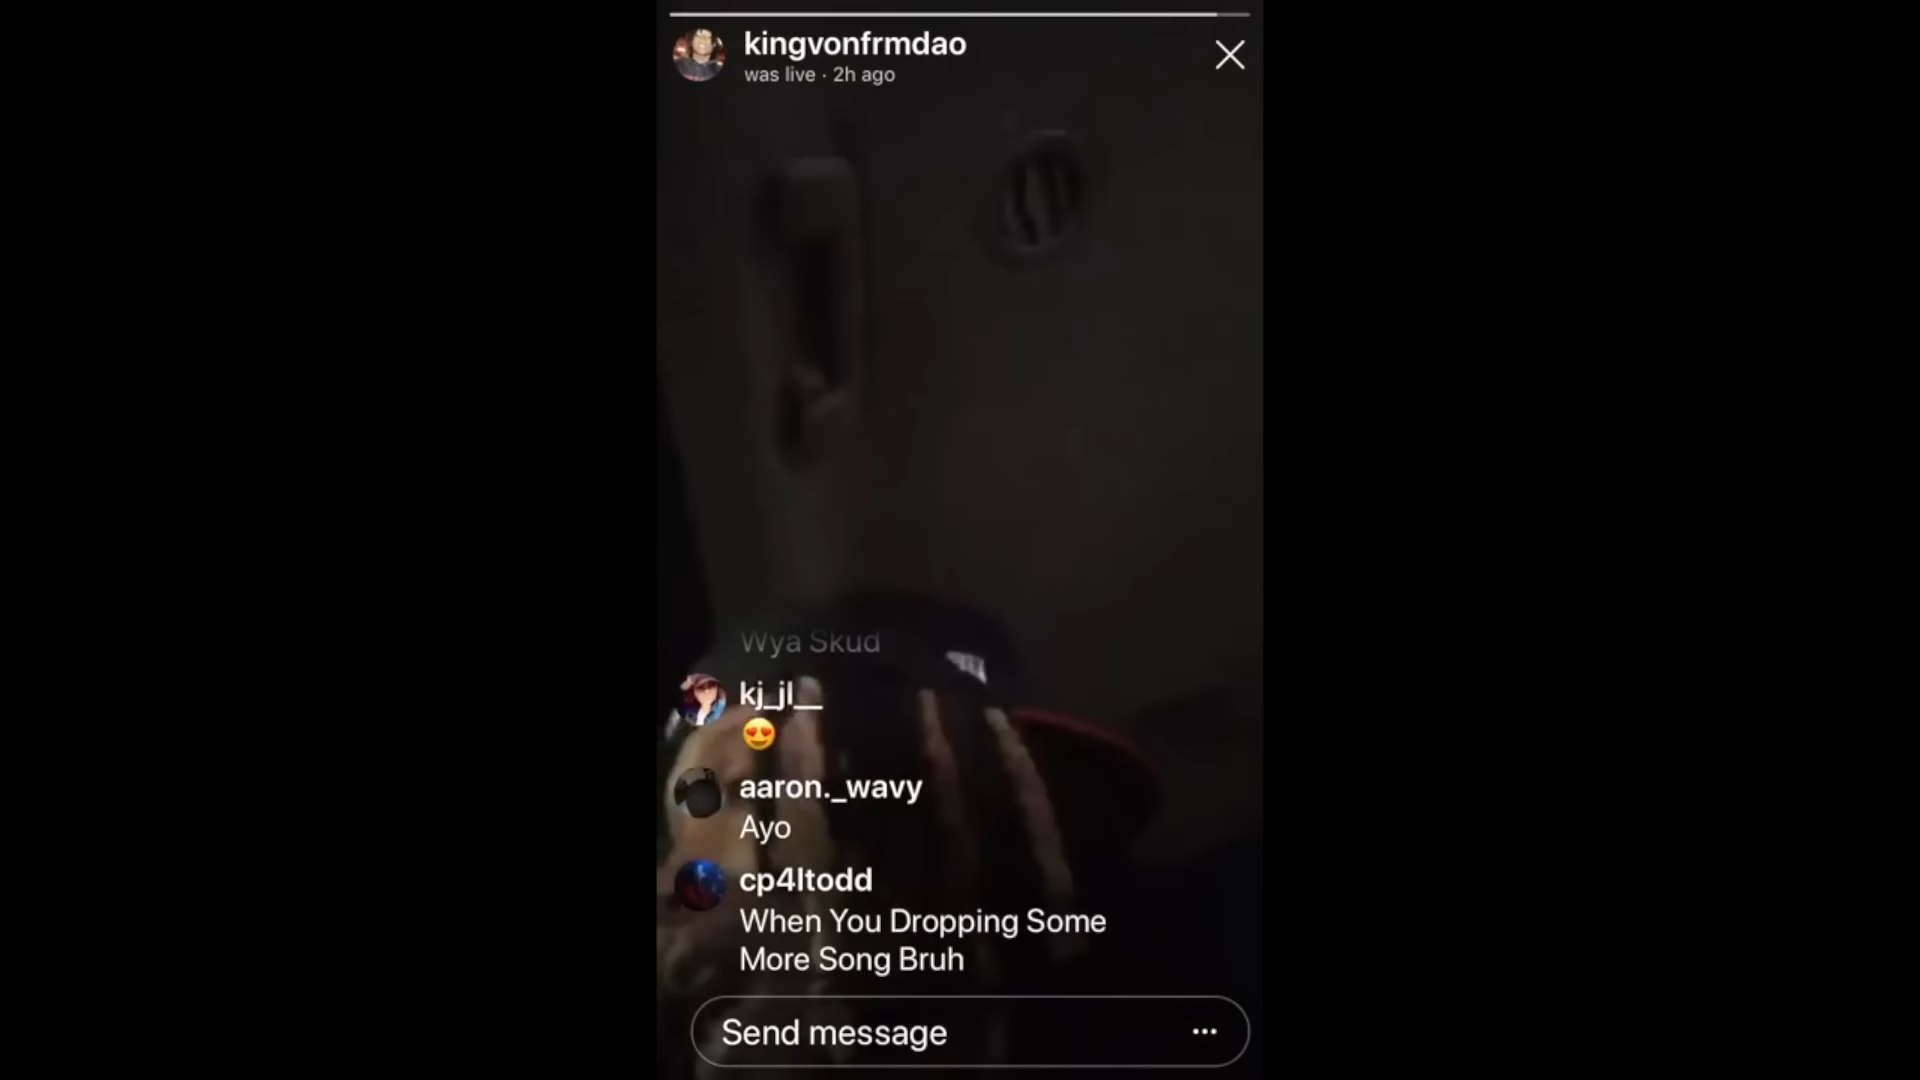 kingvonfrmdao
was live · 2h ago
Wya Skud
kj_jl__
😍
aaron._wavy
Ayo
cp4ltodd
When You Dropping Some
More Song Bruh
Send message